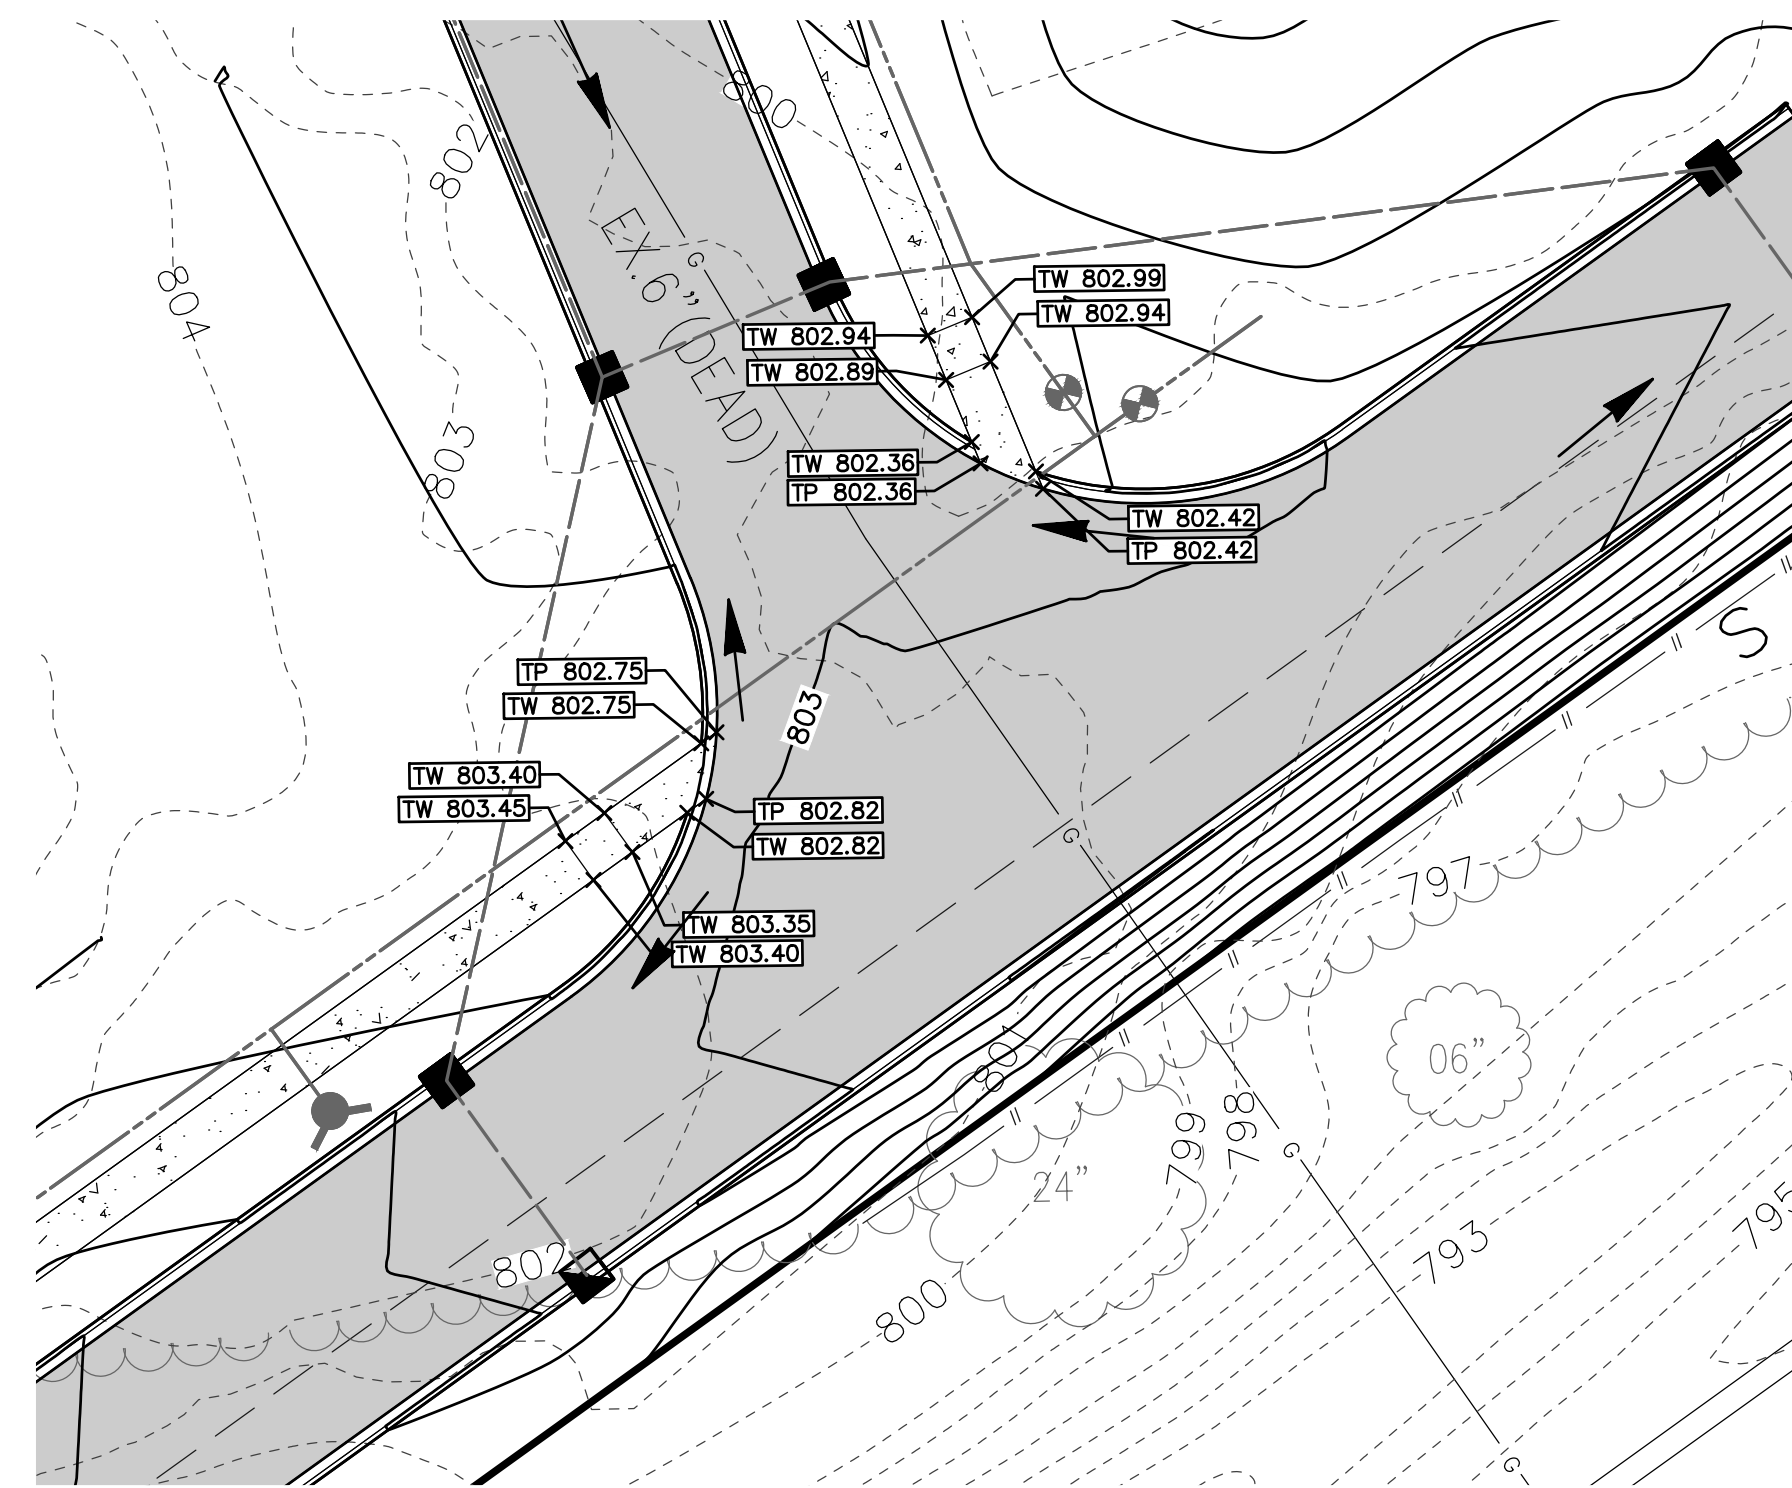 800
802
804
EX. 6" (DEAD)
G
TW 802.99
TW 802.94
TW 802.94
TW 802.89
803
TW 802.36
TP 802.36
TW 802.42
TP 802.42
S
TP 802.75
TW 802.75
803
TW 803.40
TW 803.45
TP 802.82
TW 802.82
G
797
TW 803.35
TW 803.40
801
06"
799
798
G
24"
793
795
802
800
G